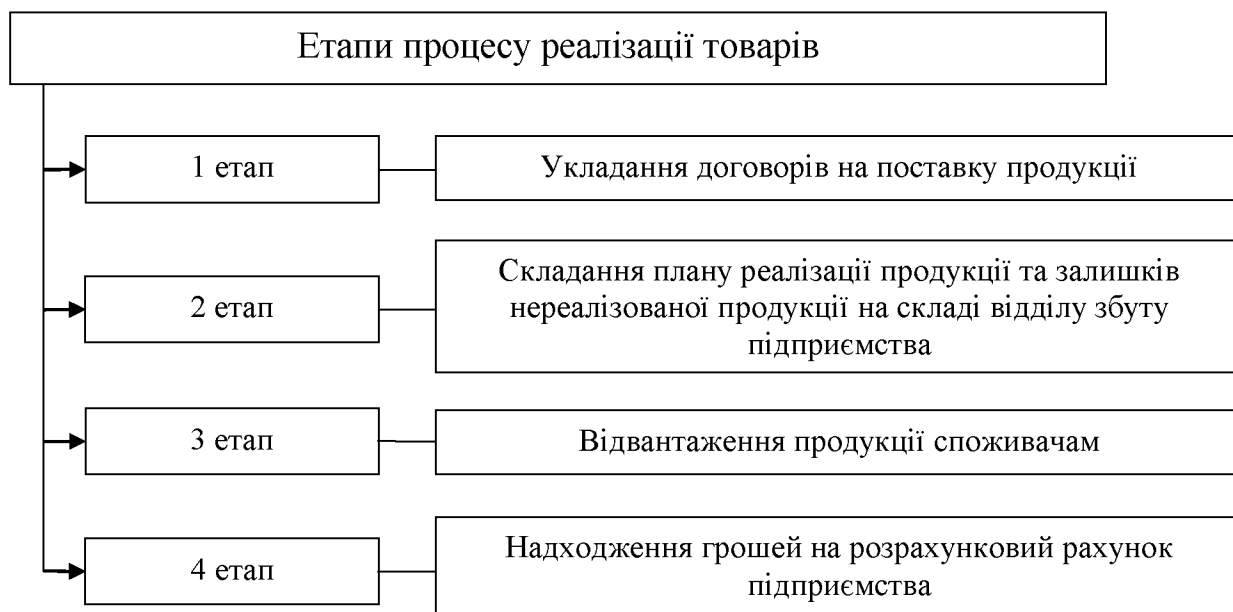 Етапи процесу реалізації товарів
1 етап
Укладання договорів на поставку продукції
2 етап
Складання плану реалізації продукції та залишків
нереалізованої продукції на складі відділу збуту
підприємства
3 етап
Відвантаження продукції споживачам
4 етап
Надходження грошей на розрахунковий рахунок
підприємства